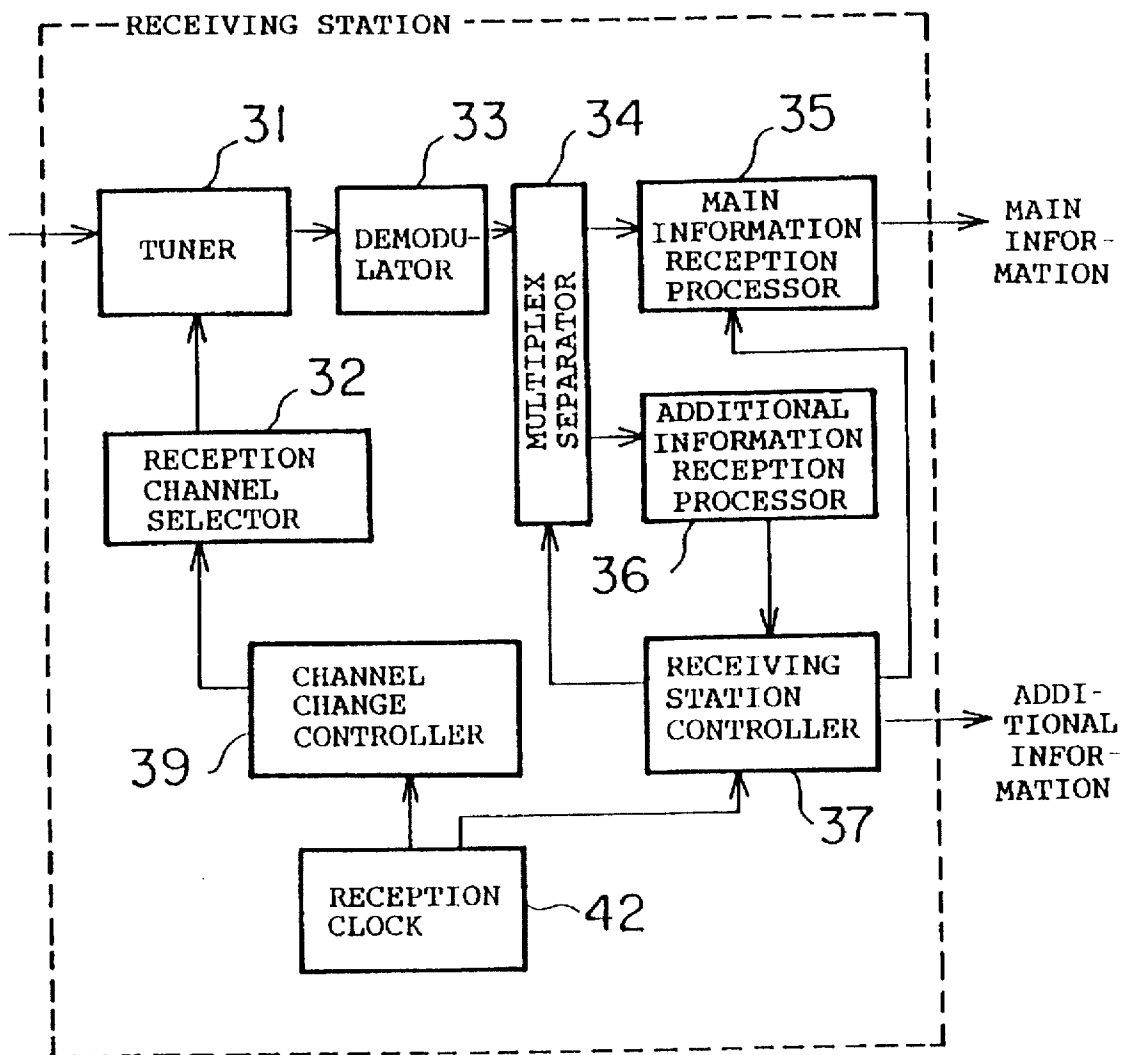 RECEIVING STATION
31
33
34
35
TUNER
DEMODU-
LATOR
MULTIPLEX
SEPARATOR
MAIN
INFORMATION
RECEPTION
PROCESSOR
MAIN
INFOR-
MATION
32
RECEPTION
CHANNEL
SELECTOR
ADDITIONAL
INFORMATION
RECEPTION
PROCESSOR
36
CHANNEL
CHANGE
CONTROLLER
39
RECEIVING
STATION
CONTROLLER
37
ADDI-
TIONAL
INFOR-
MATION
RECEPTION
CLOCK
42